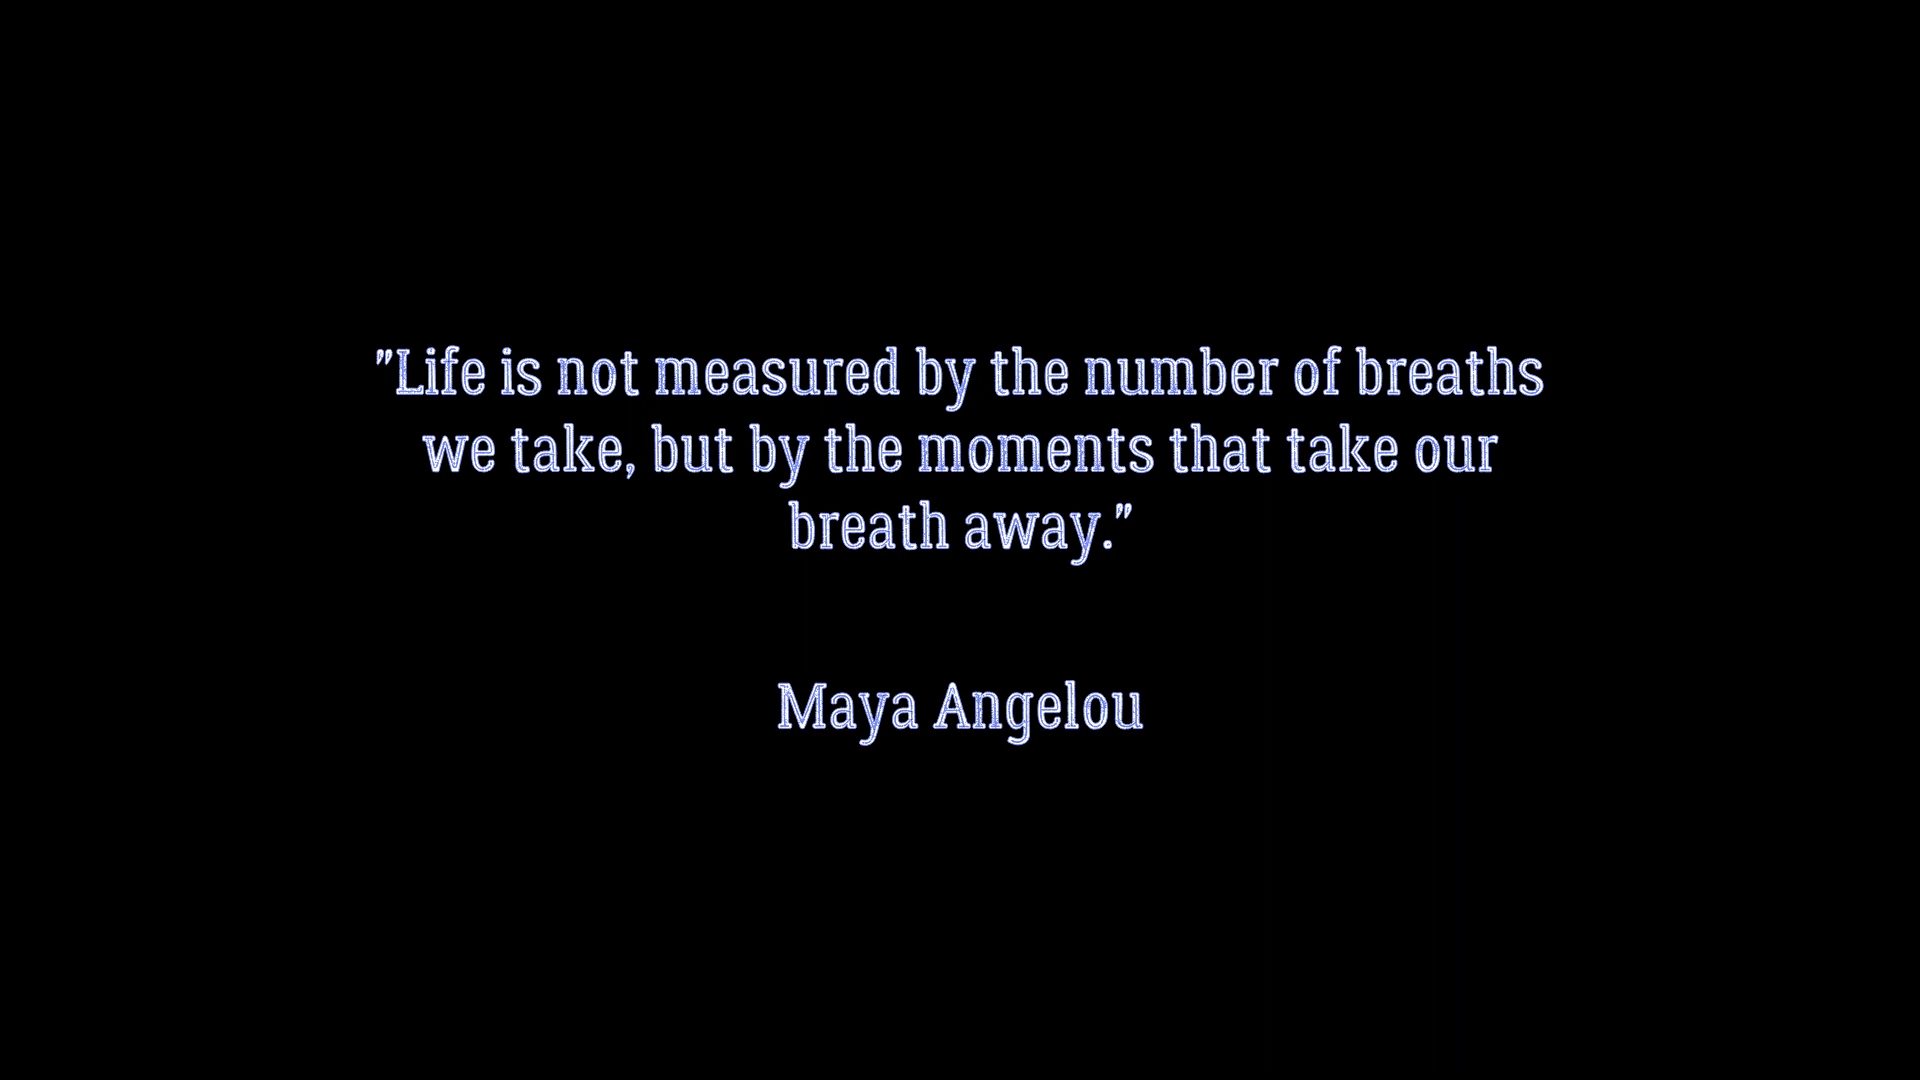 "Life is not measured by the number of breaths
we take, but by the moments that take our
breath away."
Maya Angelou